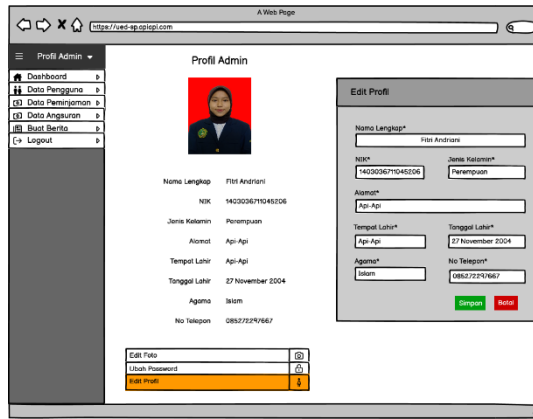 A Web Page
https://ued-sp.apiapi.com
Profil Admin
Dashboard
Data Pengguna
Data Peminjaman
Data Angsuran
Buat Berita
Logout
Profil Admin
Nama Lengkap Fitri Andriani
NIK 1403036711045206
Jenis Kelamin Perempuan
Alamat Api-Api
Tempat Lahir Api-Api
Tanggal Lahir 27 November 2004
Agama Islam
No Telepon 085272297667
Edit Foto
Ubah Password
Edit Profil
Edit Profil
Nama Lengkap*
Fitri Andriani
NIK* Jenis Kelamin*
1403036711045206 Perempuan
Alamat*
Api-Api
Tempat Lahir* Tanggal Lahir*
Api-Api 27 November 2004
Agama* No Telepon*
Islam 085272297667
Simpan Batal